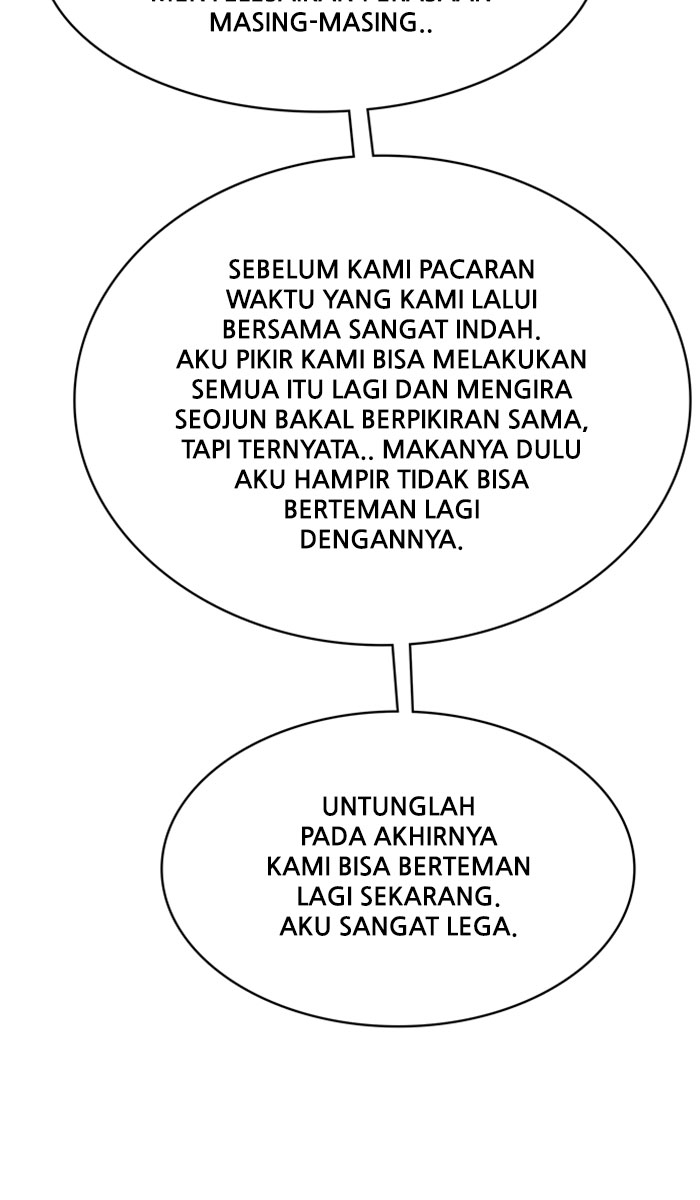 MENYELESAIKAN PERASAAN
MASING-MASING..
SEBELUM KAMI PACARAN
WAKTU YANG KAMI LALUI
BERSAMA SANGAT INDAH.
AKU PIKIR KAMI BISA MELAKUKAN
SEMUA ITU LAGI DAN MENGIRA
SEOJUN BAKAL BERPIKIRAN SAMA,
TAPI TERNYATA.. MAKANYA DULU
AKU HAMPIR TIDAK BISA
BERTEMAN LAGI
DENGANNYA.
UNTUNGLAH
PADA AKHIRNYA
KAMI BISA BERTEMAN
LAGI SEKARANG.
AKU SANGAT LEGA.